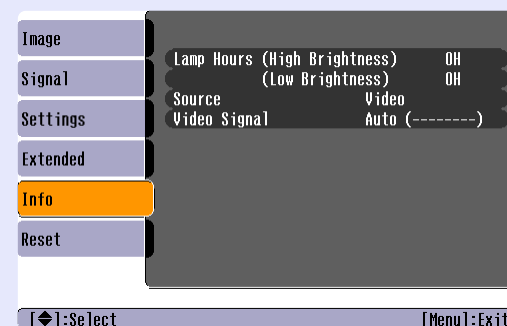 Image
Signal
Settings
Extended
Info
Reset
Lamp Hours (High Brightness) 0H
(Low Brightness) 0H
Source Video
Video Signal Auto (--------)
[◆]:Select [Menu]:Exit